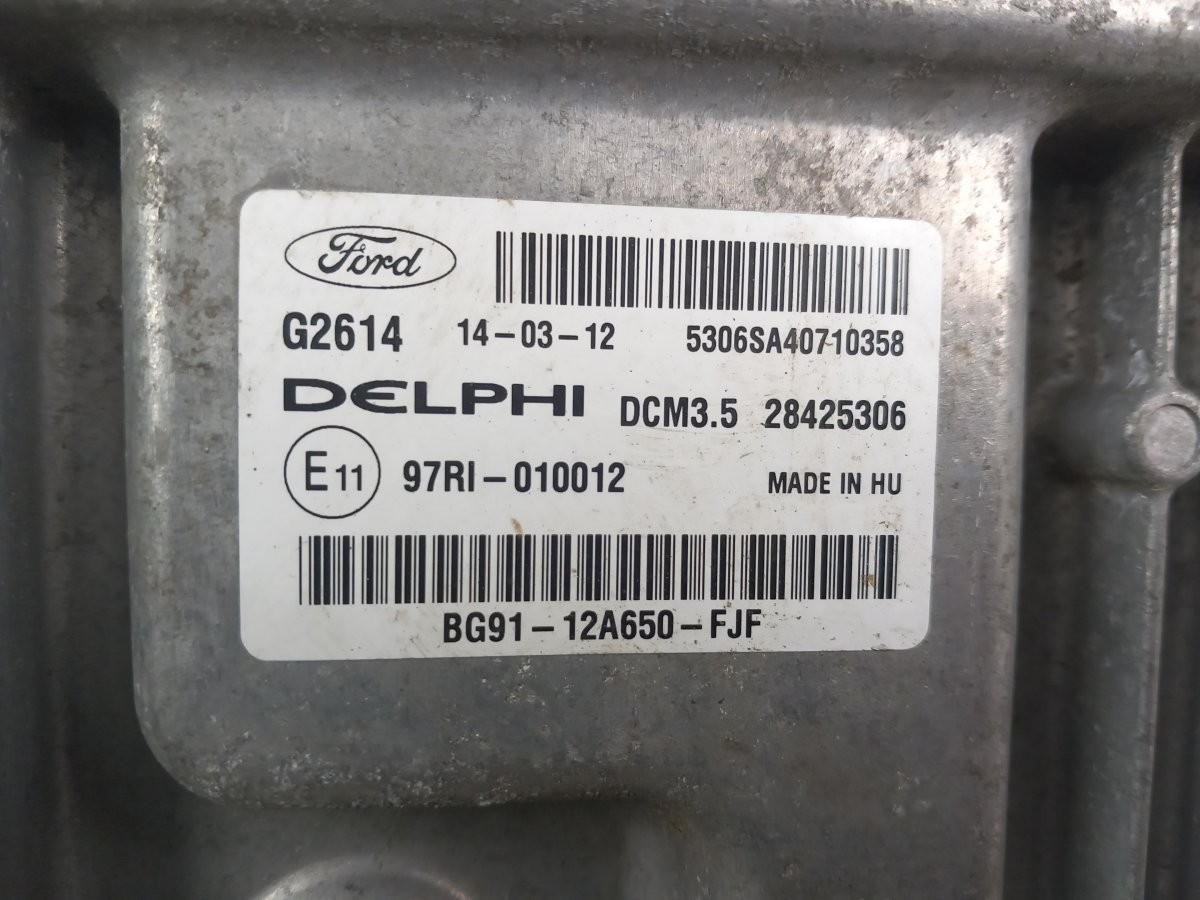 Ford
G2614 14-03-12 5306SA40710358
DELPHI DCM3.5 28425306
E11 97RI-010012 MADE IN HU
BG91-12A650-FJF